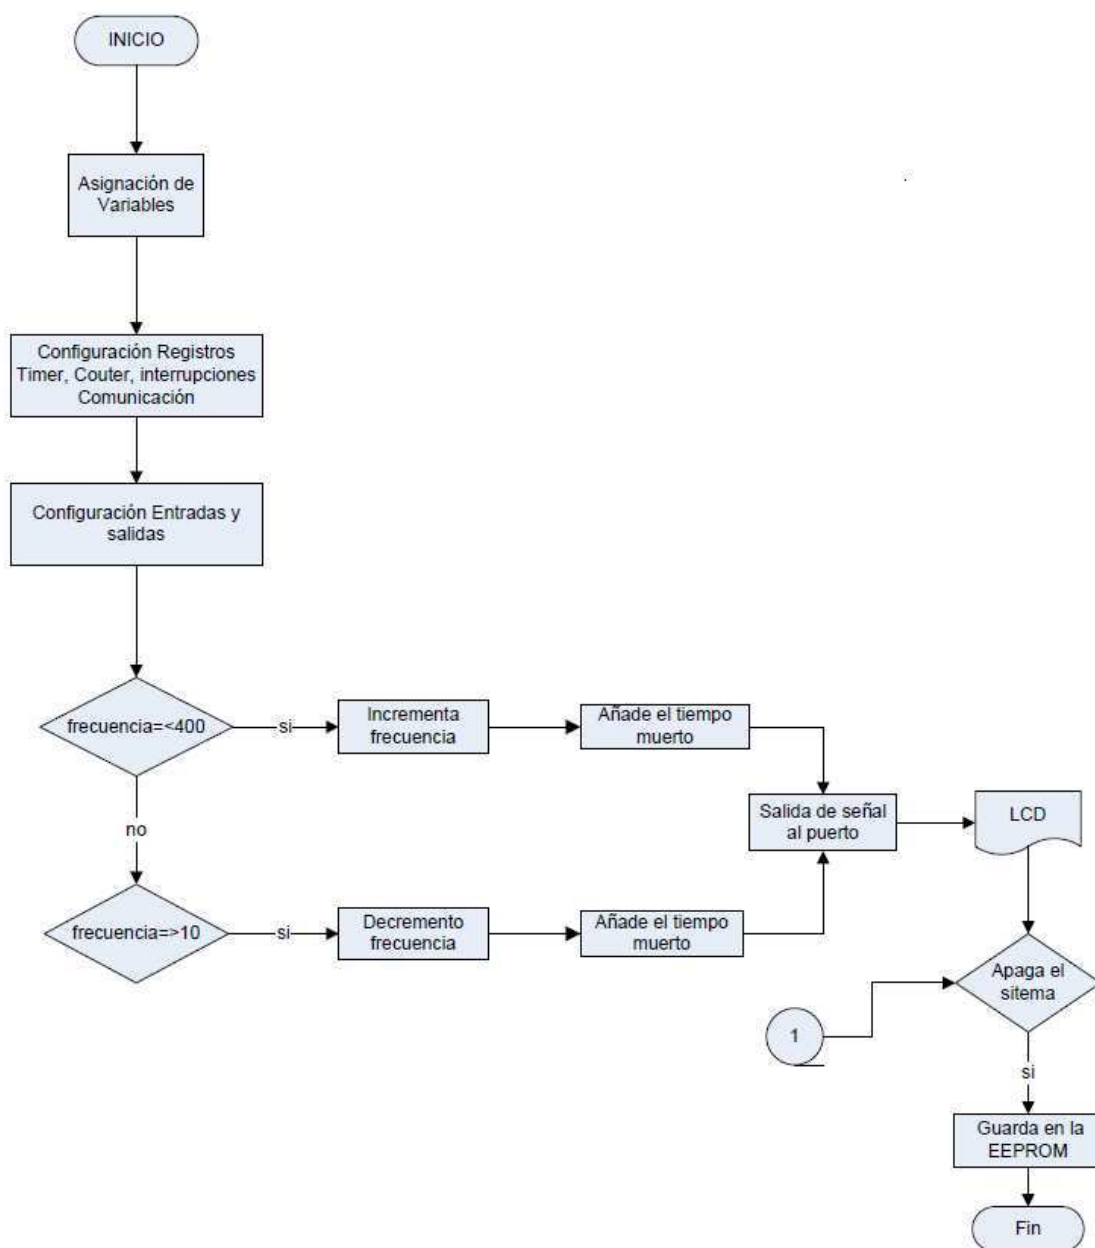 INICIO
Asignación de
Variables
Configuración Registros
Timer, Couter, interrupciones
Comunicación
Configuración Entradas y
salidas
frecuencia=<400
si
Incrementa
frecuencia
Añade el tiempo
muerto
Salida de señal
al puerto
LCD
no
frecuencia=>10
si
Decremento
frecuencia
Añade el tiempo
muerto
Apaga el
sitema
1
si
Guarda en la
EEPROM
Fin